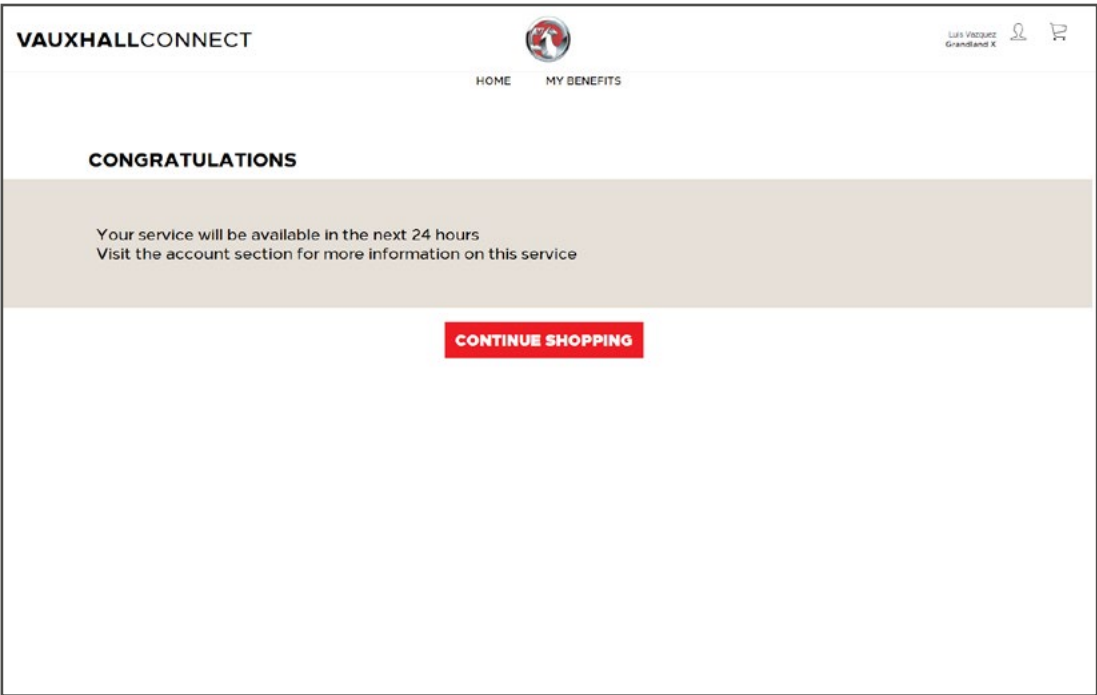 VAUXHALLCONNECT
Luis Vazquez
Grandland X
HOME MY BENEFITS
CONGRATULATIONS
Your service will be available in the next 24 hours
Visit the account section for more information on this service
CONTINUE SHOPPING